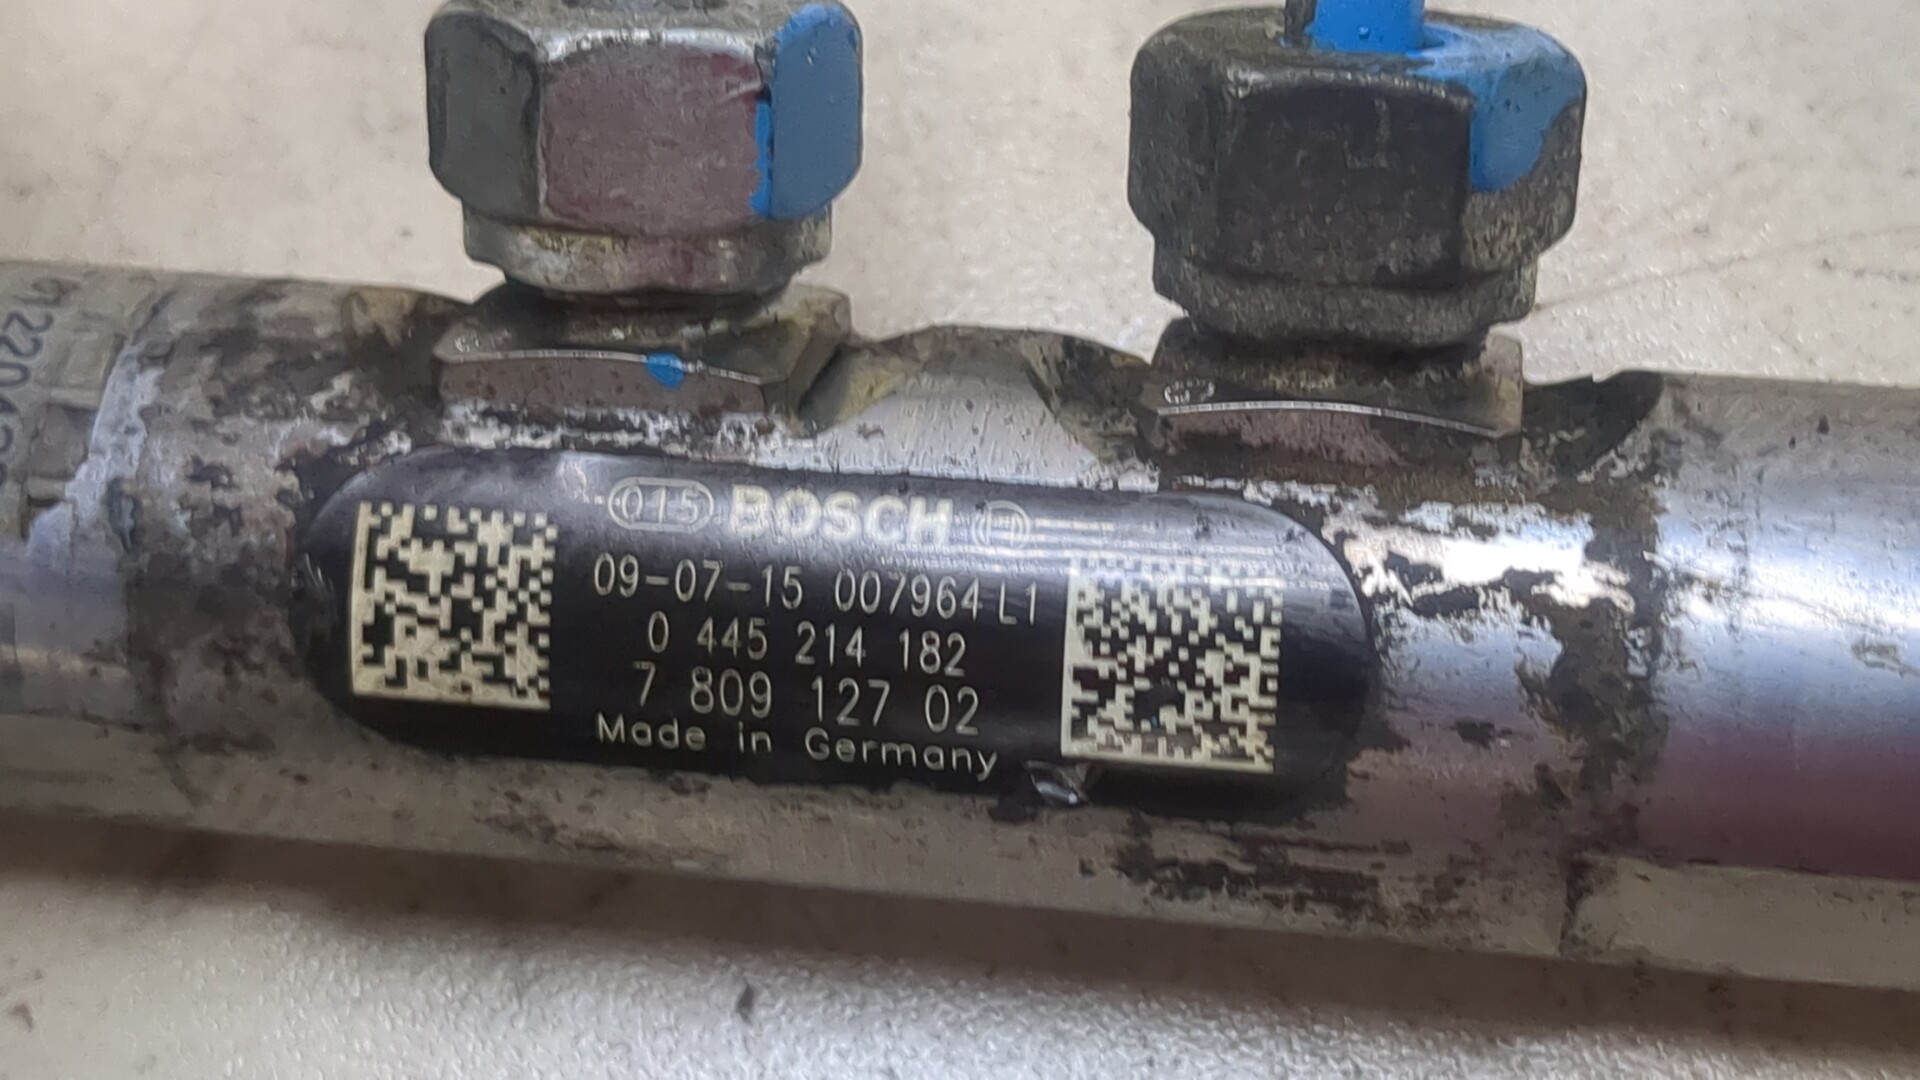 015 BOSCH
09-07-15 007964 L1
0 445 214 182
7 809 127 02
Made in Germany